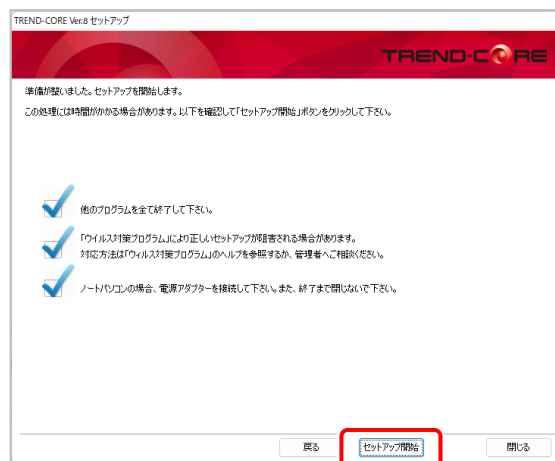 TREND-CORE Ver.8 セットアップ
TREND-CORE
準備が整いました。セットアップを開始します。
この処理には時間がかかる場合があります。以下を確認して「セットアップ開始」ボタンをクリックして下さい。
他のプログラムを全て終了して下さい。
「ウイルス対策プログラム」により正しいセットアップが阻害される場合があります。
対応方法は「ウィルス対策プログラム」のヘルプを参照するか、管理者へご相談ください。
ノートパソコンの場合、電源アダプターを接続して下さい。また、終了まで閉じないで下さい。
戻る
セットアップ開始
閉じる